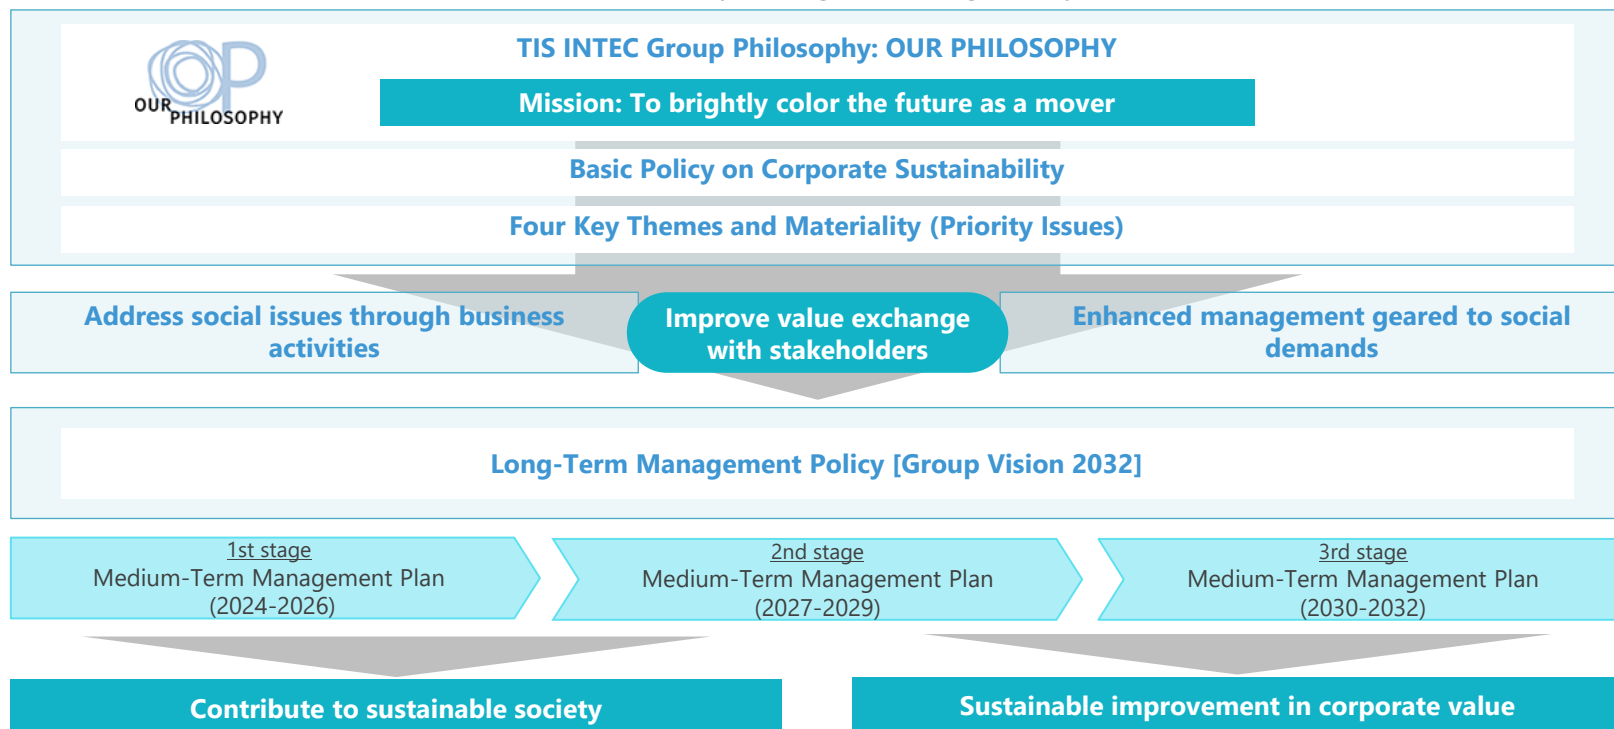 TIS INTEC Group Philosophy: OUR PHILOSOPHY
OUR
PHILOSOPHY
Mission: To brightly color the future as a mover
Basic Policy on Corporate Sustainability
Four Key Themes and Materiality (Priority Issues)
Address social issues through business
activities
Improve value exchange
with stakeholders
Enhanced management geared to social
demands
Long-Term Management Policy [Group Vision 2032]
1st stage
Medium-Term Management Plan
(2024-2026)
2nd stage
Medium-Term Management Plan
(2027-2029)
3rd stage
Medium-Term Management Plan
(2030-2032)
Contribute to sustainable society
Sustainable improvement in corporate value